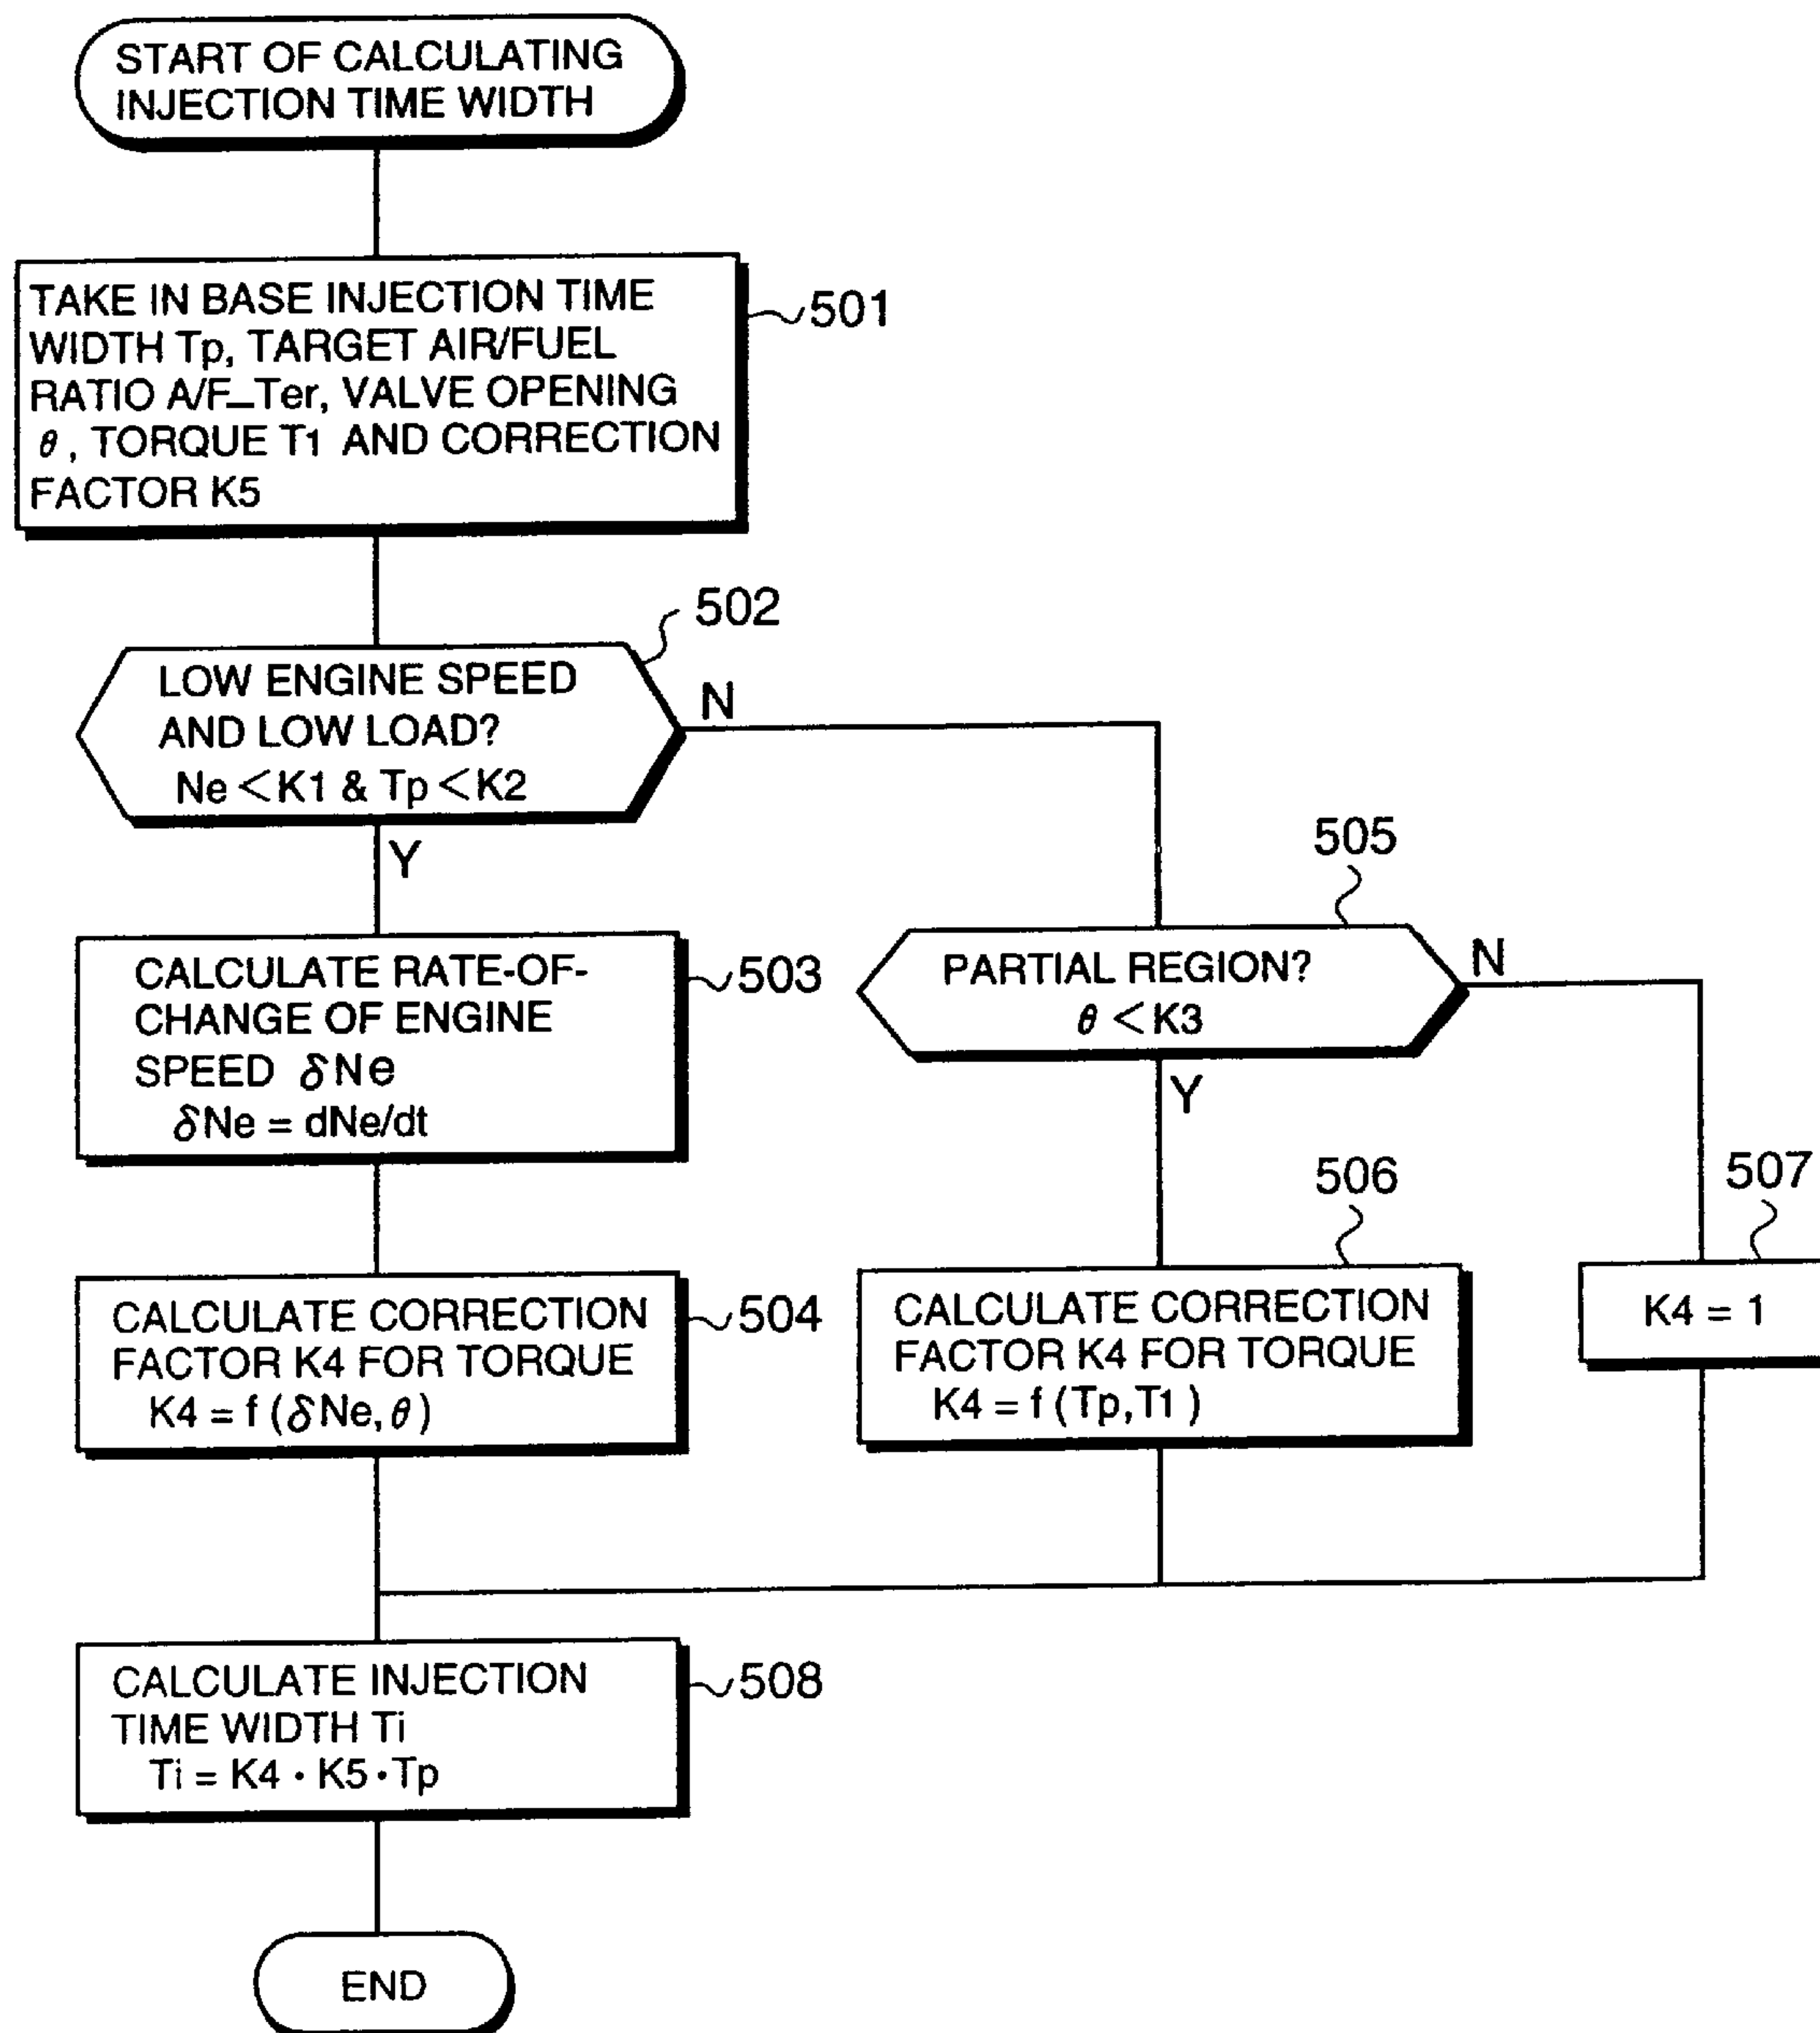 START OF CALCULATING
INJECTION TIME WIDTH
TAKE IN BASE INJECTION TIME
WIDTH Tp, TARGET AIR/FUEL
RATIO A/F_Ter, VALVE OPENING
θ, TORQUE T1 AND CORRECTION
FACTOR K5
501
502
LOW ENGINE SPEED
AND LOW LOAD?
Ne <K1 & Tp <K2
N
Y
CALCULATE RATE-OF-
CHANGE OF ENGINE
SPEED δNe
δNe = dNe/dt
503
505
PARTIAL REGION?
θ <K3
N
Y
CALCULATE CORRECTION
FACTOR K4 FOR TORQUE
K4 = f (δNe, θ)
504
506
CALCULATE CORRECTION
FACTOR K4 FOR TORQUE
K4 = f (Tp, T1 )
507
K4 = 1
CALCULATE INJECTION
TIME WIDTH Ti
Ti = K4 · K5 · Tp
508
END